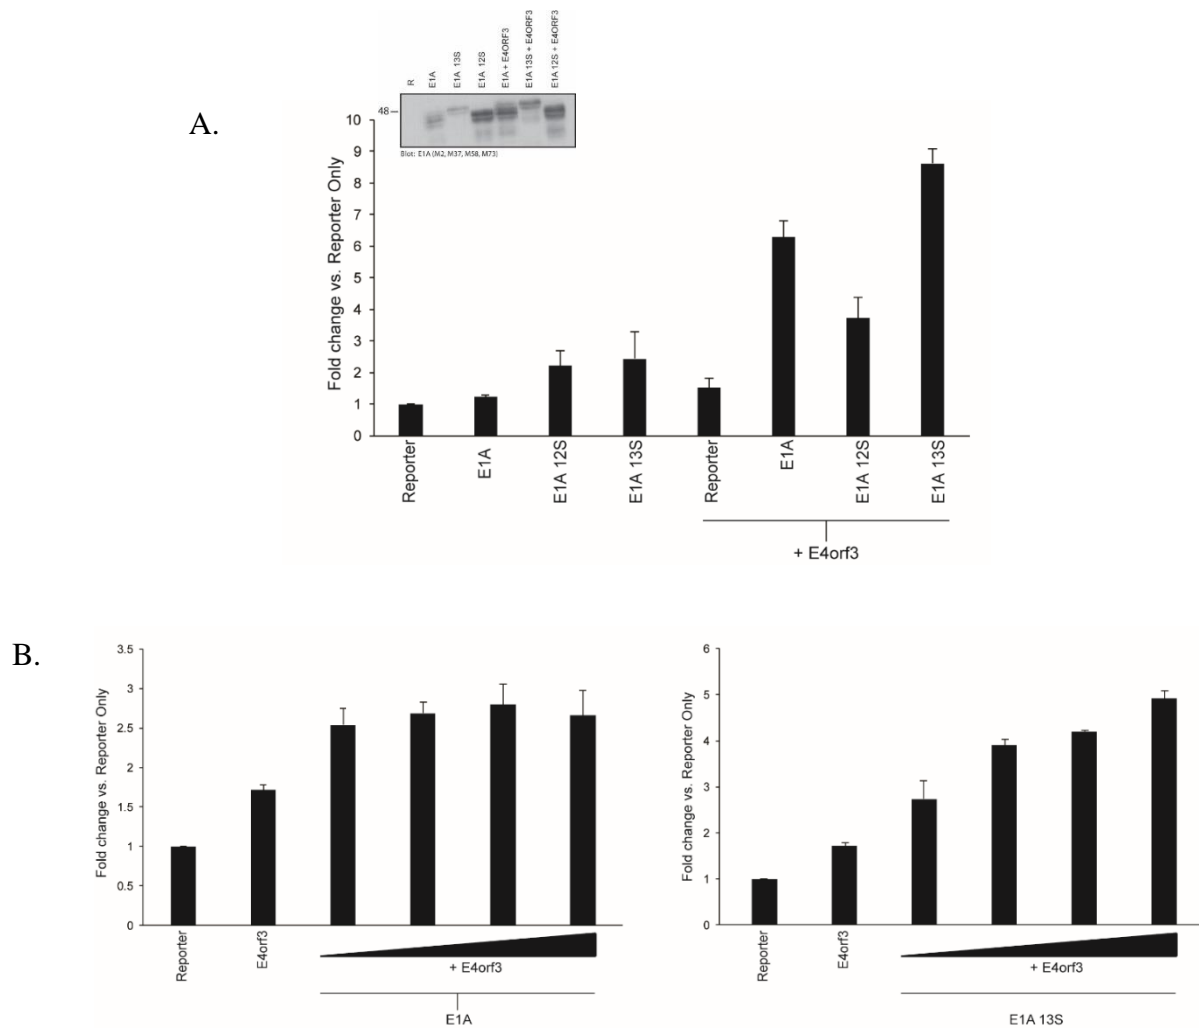 A.
R
E1A
E1A 13S
E1A 12S
E1A + E4ORF3
E1A 13S + E4ORF3
E1A 12S + E4ORF3
48
Blot: E1A (M2, M37, M58, M73)
Fold change vs. Reporter Only
10
9
8
7
6
5
4
3
2
1
0
Reporter
E1A
E1A 12S
E1A 13S
Reporter
E1A
E1A 12S
E1A 13S
+ E4orf3
B.
Fold change vs. Reporter Only
3.5
3
2.5
2
1.5
1
0.5
0
Reporter
E4orf3
+ E4orf3
E1A
Fold change vs. Reporter Only
6
5
4
3
2
1
0
Reporter
E4orf3
+ E4orf3
E1A 13S